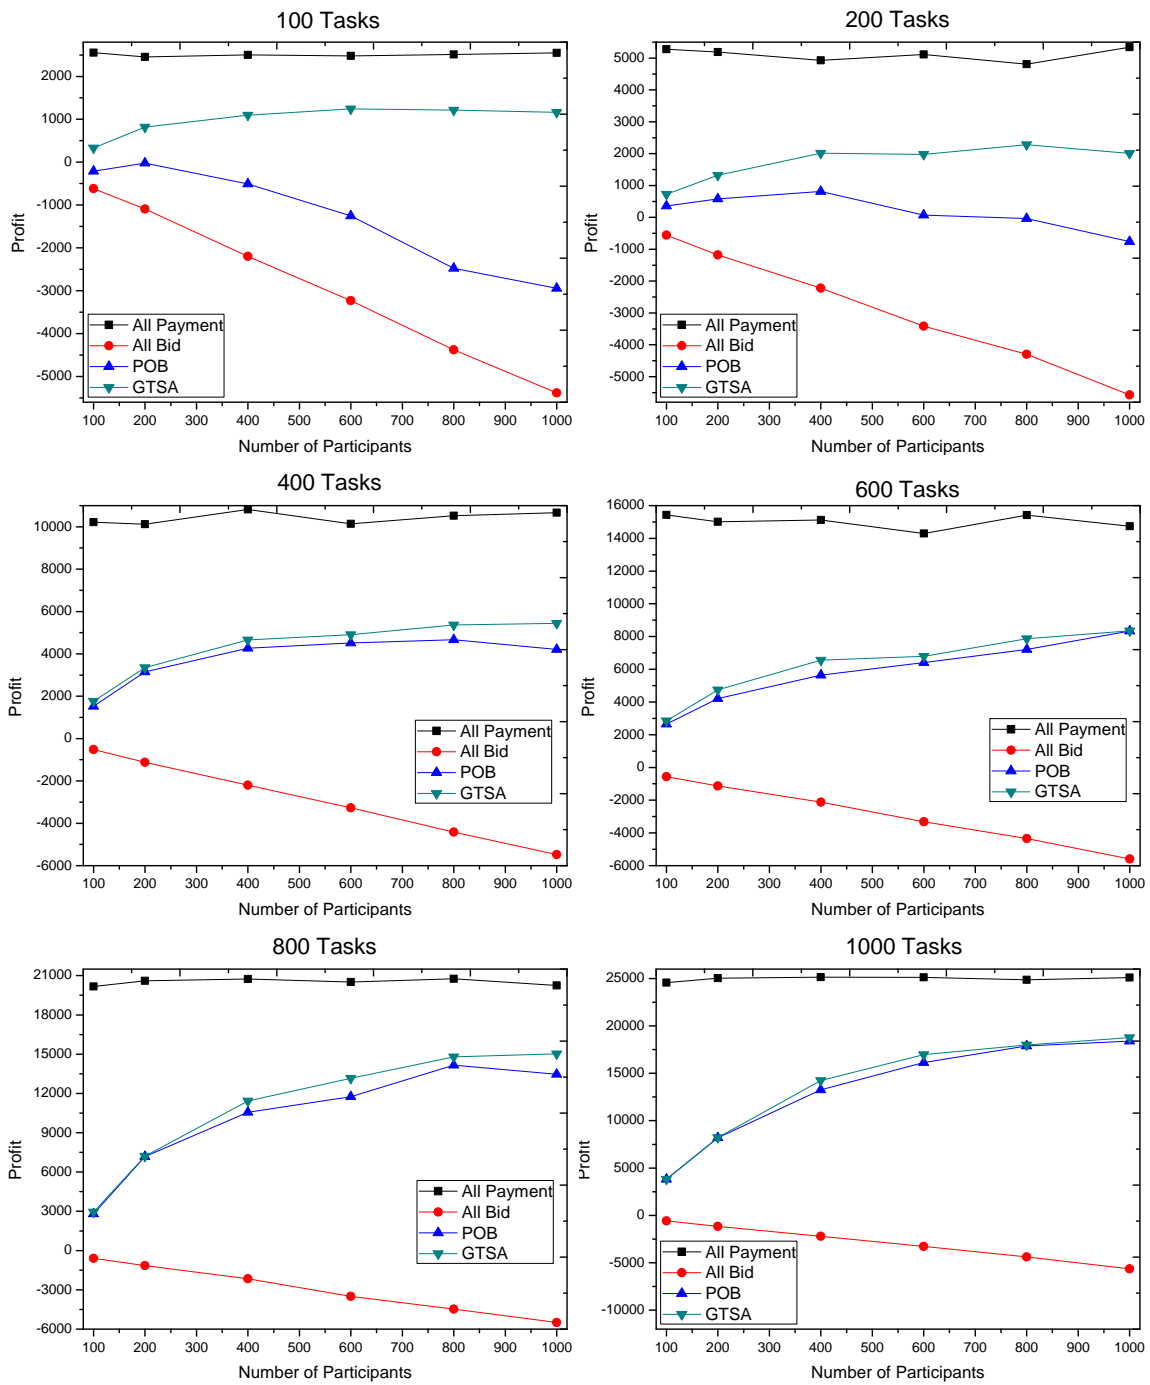 100 Tasks
2000
1000
0
-1000
-2000
-3000
-4000
-5000
Profit
All Payment
All Bid
POB
GTSA
100 200 300 400 500 600 700 800 900 1000
Number of Participants
200 Tasks
5000
4000
3000
2000
1000
0
-1000
-2000
-3000
-4000
-5000
Profit
All Payment
All Bid
POB
GTSA
100 200 300 400 500 600 700 800 900 1000
Number of Participants
400 Tasks
10000
8000
6000
4000
2000
0
-2000
-4000
-6000
Profit
All Payment
All Bid
POB
GTSA
100 200 300 400 500 600 700 800 900 1000
Number of Participants
600 Tasks
16000
14000
12000
10000
8000
6000
4000
2000
0
-2000
-4000
-6000
Profit
All Payment
All Bid
POB
GTSA
100 200 300 400 500 600 700 800 900 1000
Number of Participants
800 Tasks
21000
18000
15000
12000
9000
6000
3000
0
-3000
-6000
Profit
All Payment
All Bid
POB
GTSA
100 200 300 400 500 600 700 800 900 1000
Number of Participants
1000 Tasks
25000
20000
15000
10000
5000
0
-5000
-10000
Profit
All Payment
All Bid
POB
GTSA
100 200 300 400 500 600 700 800 900 1000
Number of Participants